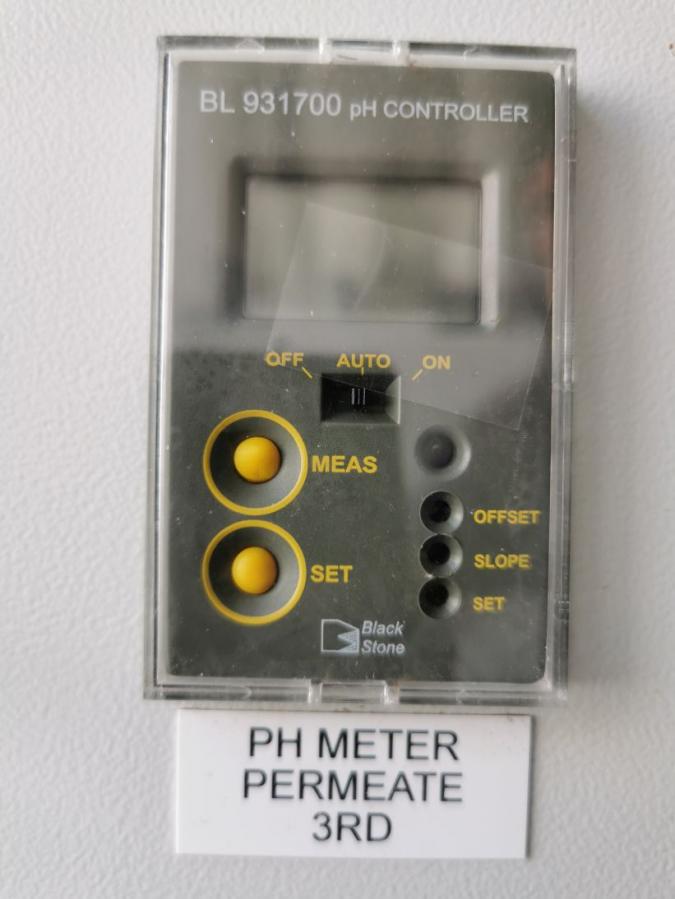 BL 931700 pH CONTROLLER
OFF AUTO ON
MEAS
OFFSET
SET
SLOPE
SET
Black
Stone
PH METER
PERMEATE
3RD